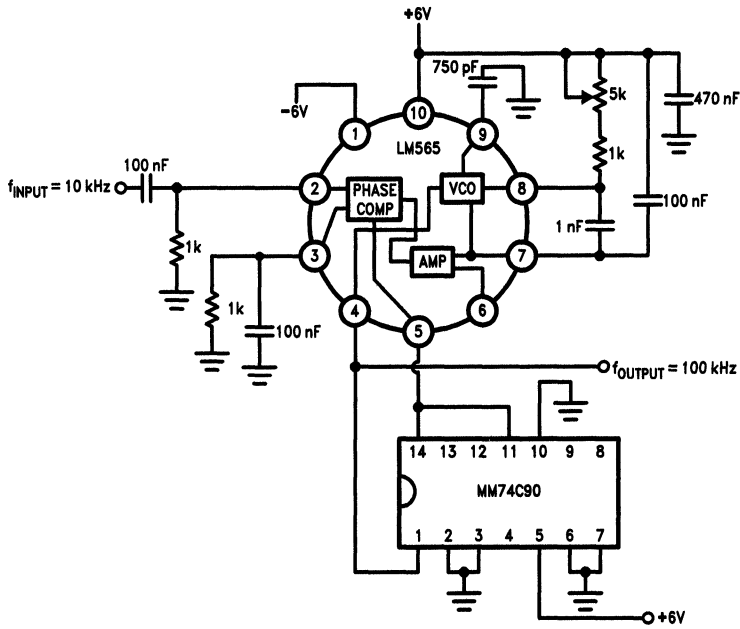 +6V
750 pF
5k
470 nF
-6V
10
1
9
LM565
1k
100 nF
fINPUT = 10 kHz
2
PHASE
COMP
VCO
8
100 nF
1 nF
1k
3
AMP
7
1k
100 nF
4
6
5
fOUTPUT = 100 kHz
14 13 12 11 10 9 8
MM74C90
1 2 3 4 5 6 7
+6V